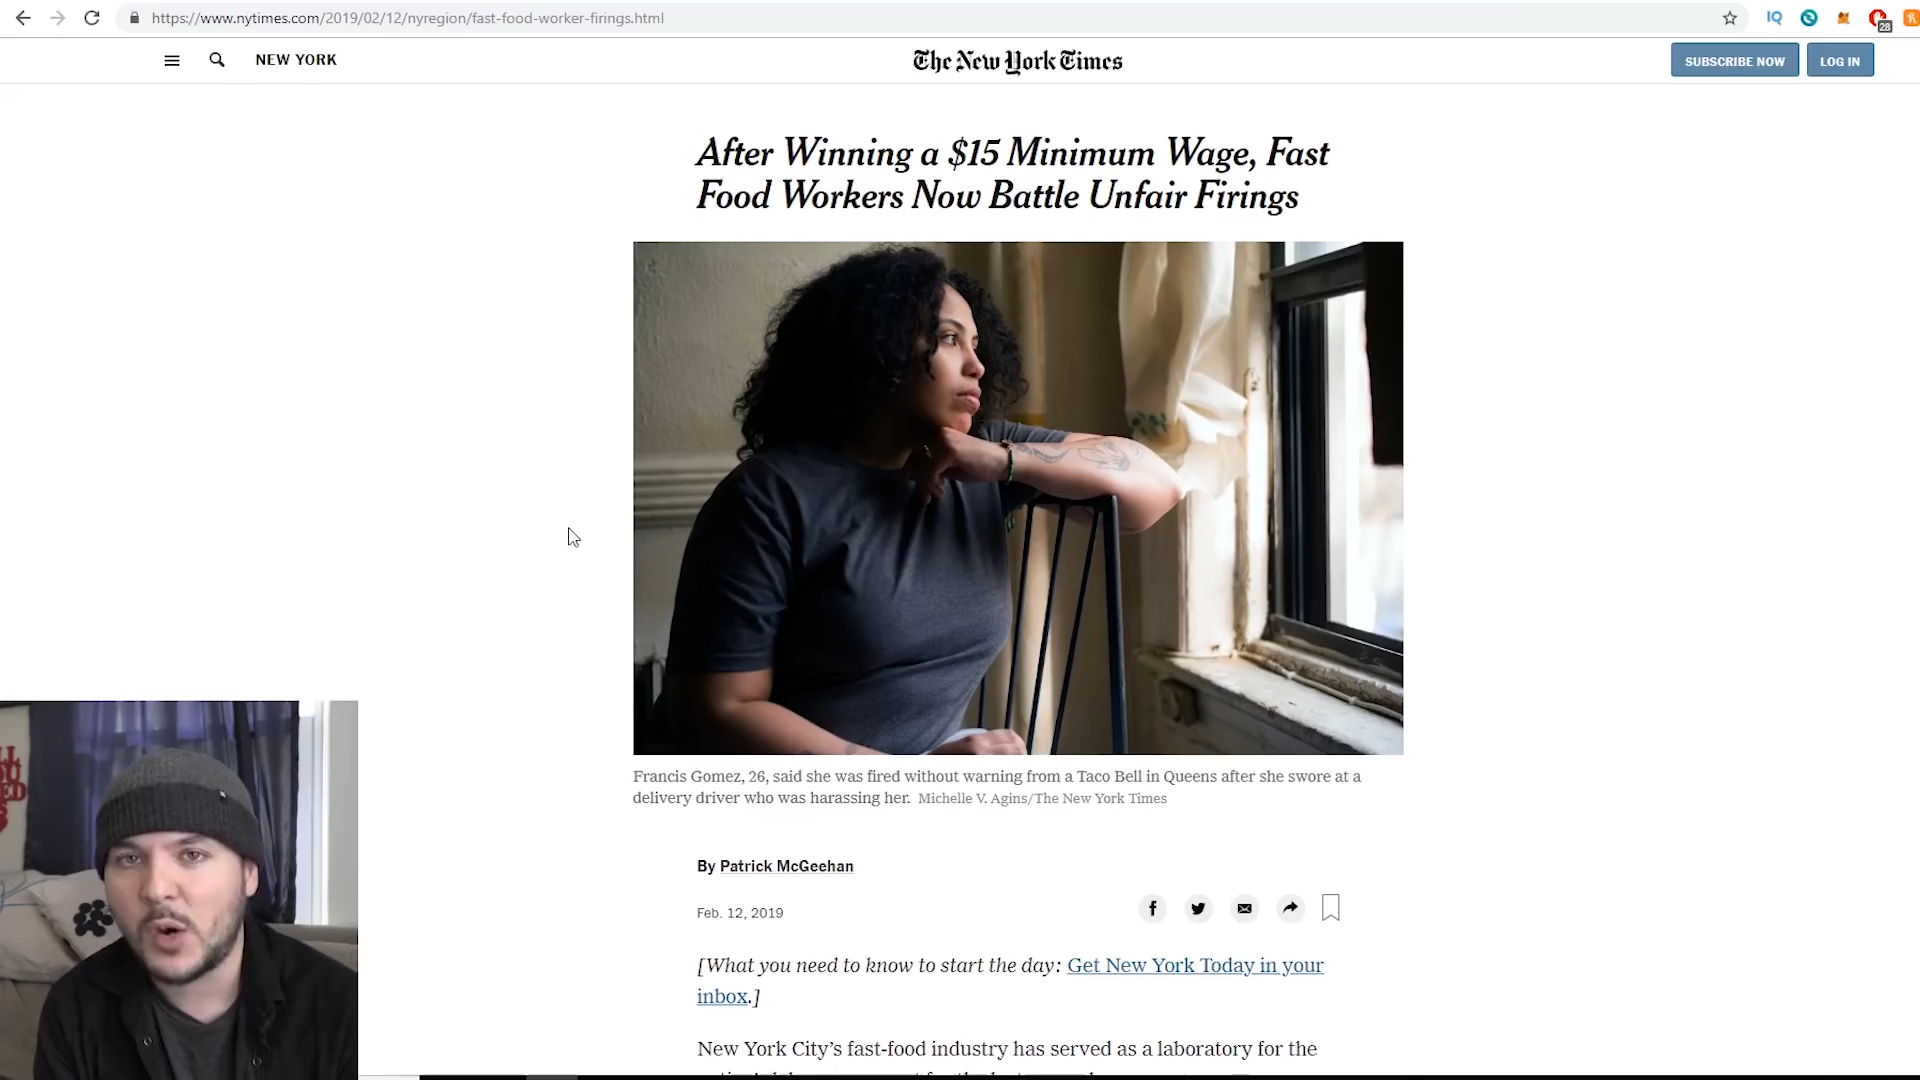 https://www.nytimes.com/2019/02/12/nyregion/fast-food-worker-firings.html
IQ
28
NEW YORK
The New York Times
SUBSCRIBE NOW
LOG IN
After Winning a $15 Minimum Wage, Fast
Food Workers Now Battle Unfair Firings
Francis Gomez, 26, said she was fired without warning from a Taco Bell in Queens after she swore at a
delivery driver who was harassing her. Michelle V. Agins/The New York Times
By Patrick McGeehan
Feb. 12, 2019
[What you need to know to start the day: Get New York Today in your
inbox.]
New York City’s fast-food industry has served as a laboratory for the